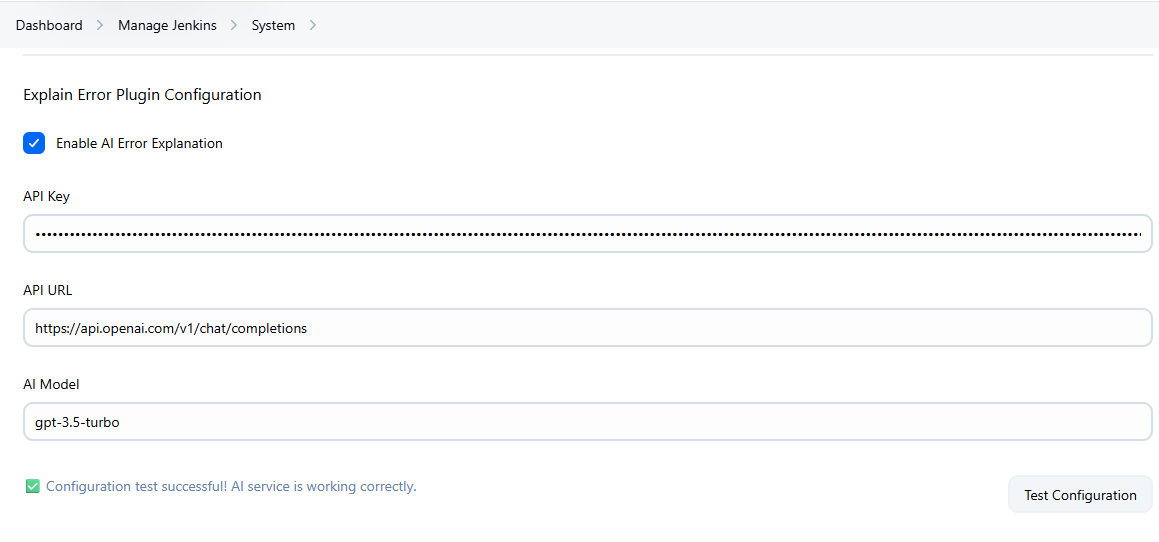 Dashboard > Manage Jenkins > System >
Explain Error Plugin Configuration
Enable AI Error Explanation
API Key
API URL
https://api.openai.com/v1/chat/completions
AI Model
gpt-3.5-turbo
✅ Configuration test successful! AI service is working correctly.
Test Configuration